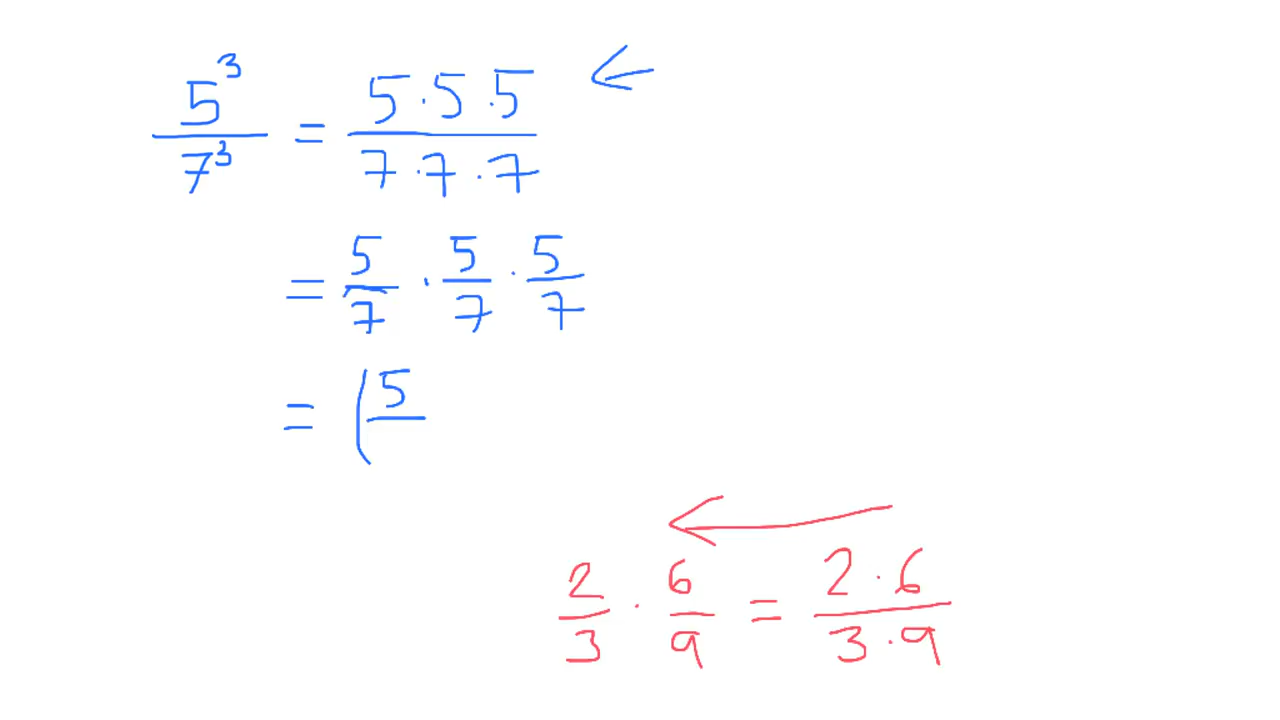 5³/7³ = 5·5·5/7·7·7 ←
= 5/7 · 5/7 · 5/7
= (5/
←
2/3 · 6/9 = 2·6/3·9